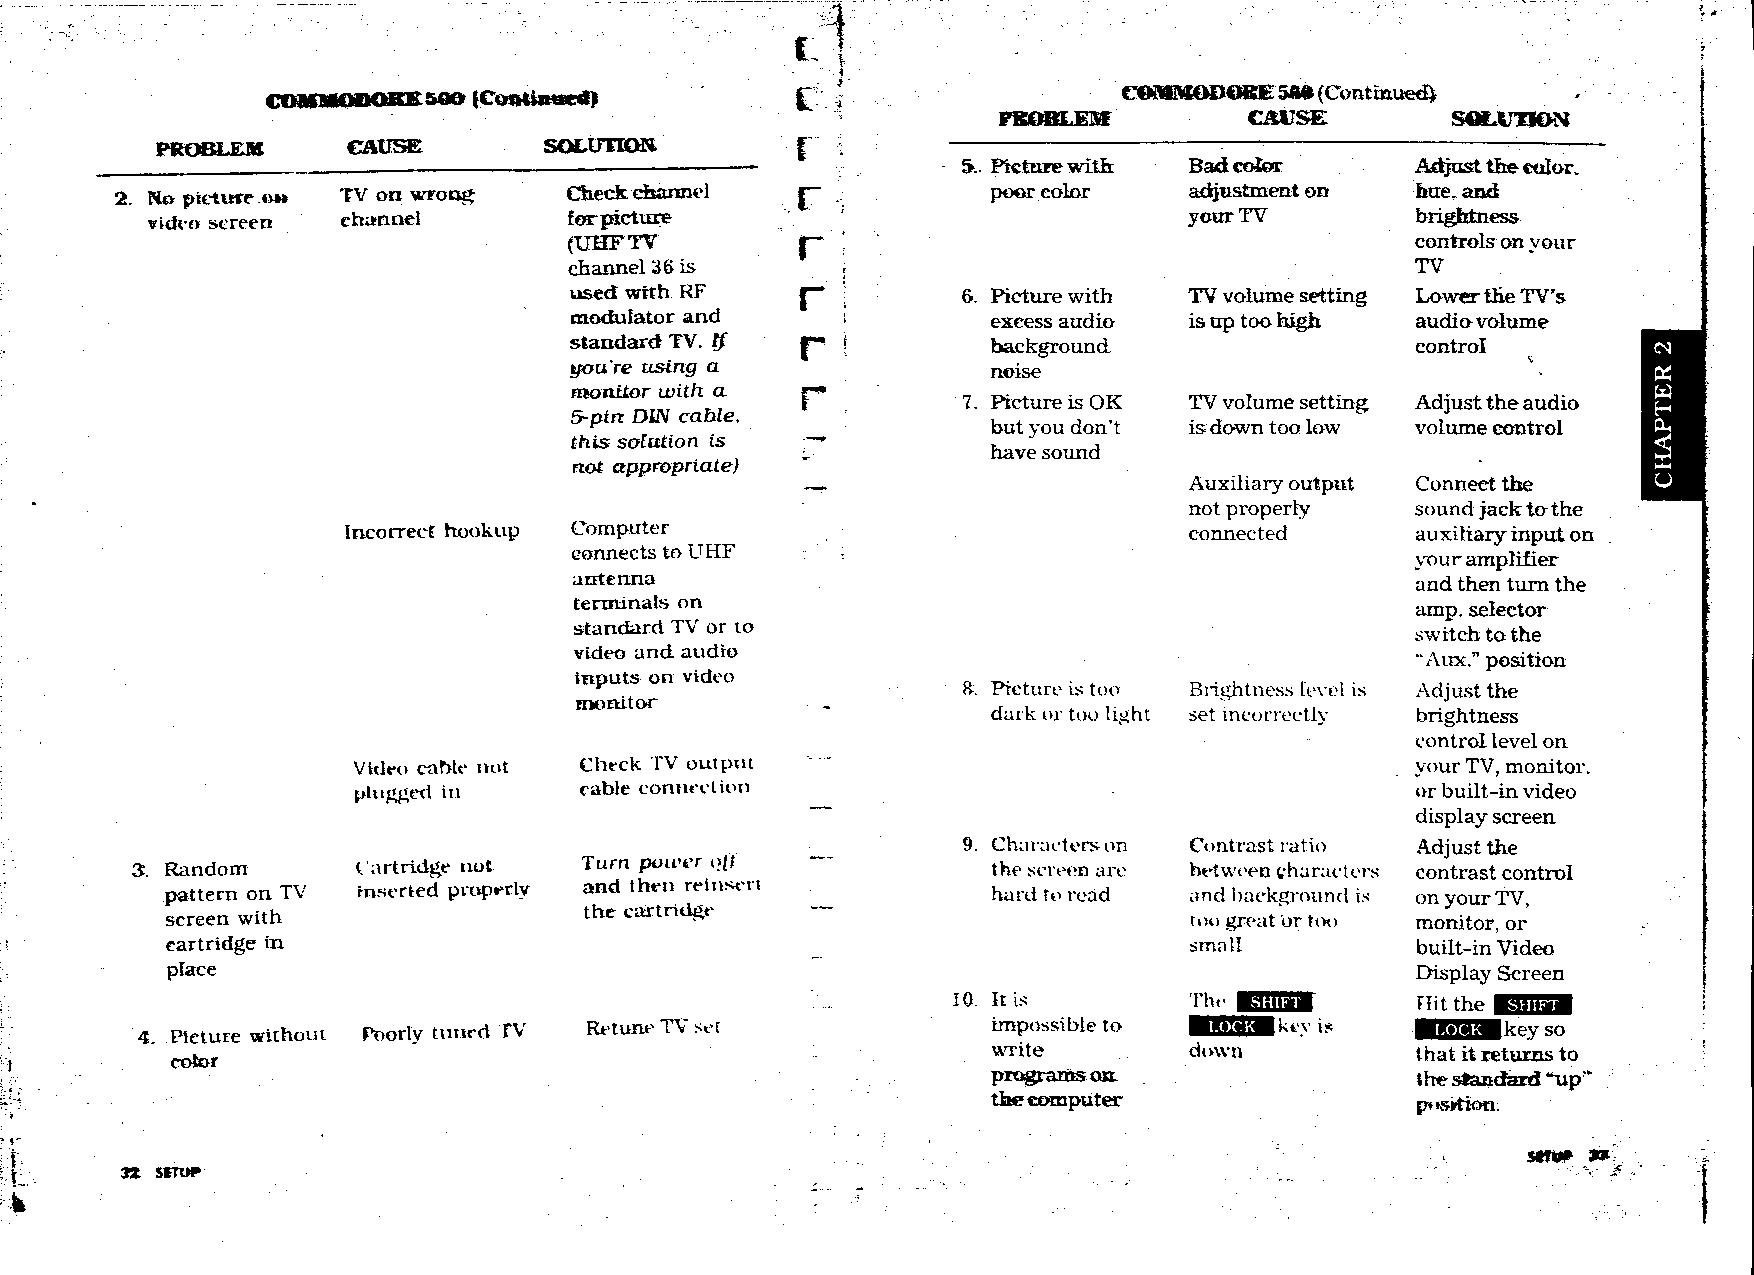 COMMODORE 500 (Continued)
PROBLEM CAUSE SOLUTION
2. No picture on
video screen
TV on wrong
channel
Check channel
for picture
(UHF TV
channel 36 is
used with RF
modulator and
standard TV. If
you're using a
monitor with a
5-pin DIN cable,
this solution is
not appropriate)
Incorrect hookup
Computer
connects to UHF
antenna
terminals on
standard TV or to
video and audio
inputs on video
monitor
Video cable not
plugged in
Check TV output
cable connection
3. Random
pattern on TV
screen with
cartridge in
place
Cartridge not
inserted properly
Turn power off
and then reinsert
the cartridge
4. Picture without
color
Poorly tuned TV
Retune TV set
32 SETUP
COMMODORE 500 (Continued)
PROBLEM CAUSE SOLUTION
5. Picture with
poor color
Bad color
adjustment on
your TV
Adjust the color,
hue, and
brightness
controls on your
TV
6. Picture with
excess audio
background
noise
TV volume setting
is up too high
Lower the TV's
audio volume
control
7. Picture is OK
but you don't
have sound
TV volume setting
is down too low
Adjust the audio
volume control
Auxiliary output
not properly
connected
Connect the
sound jack to the
auxiliary input on
your amplifier
and then turn the
amp. selector
switch to the
"Aux." position
8. Picture is too
dark or too light
Brightness level is
set incorrectly
Adjust the
brightness
control level on
your TV, monitor,
or built-in video
display screen
9. Characters on
the screen are
hard to read
Contrast ratio
between characters
and background is
too great or too
small
Adjust the
contrast control
on your TV,
monitor, or
built-in Video
Display Screen
10. It is
impossible to
write
programs on
the computer
The SHIFT
LOCK key is
down
Hit the SHIFT
LOCK key so
that it returns to
the standard "up"
position.
CHAPTER 2
SETUP 33